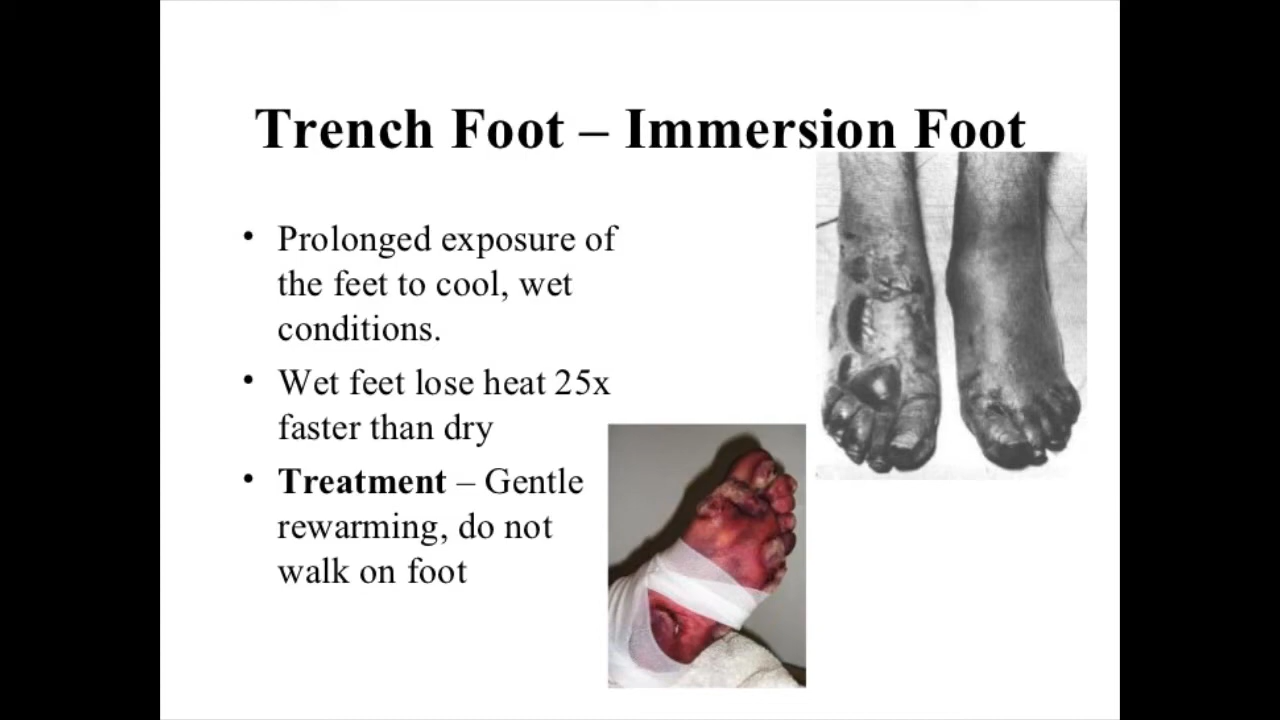 Trench Foot – Immersion Foot
• Prolonged exposure of
the feet to cool, wet
conditions.
• Wet feet lose heat 25x
faster than dry
• Treatment – Gentle
rewarming, do not
walk on foot